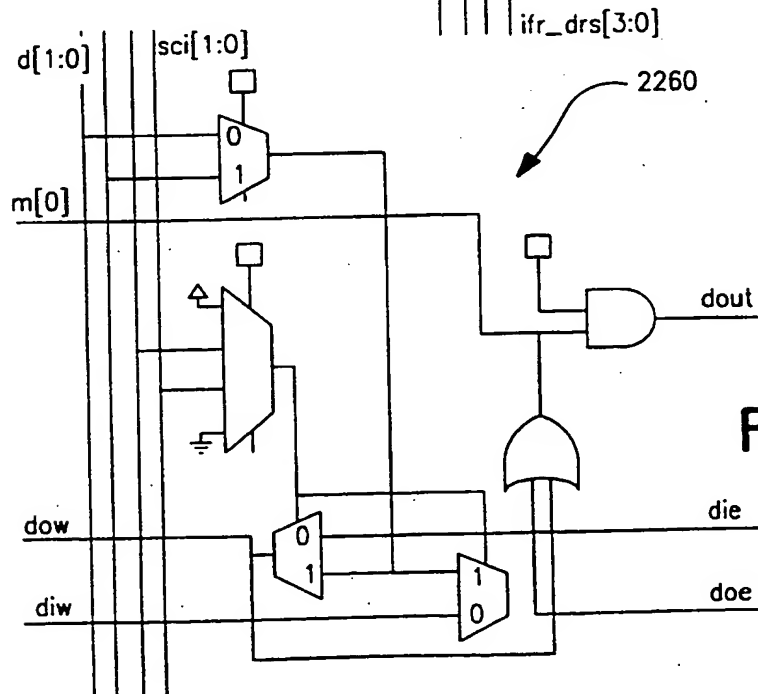 ifr_drs[3:0]
d[1:0]
sci[1:0]
2260
0
1
m[0]
dout
dow
0
die
1
1
diw
0
doe